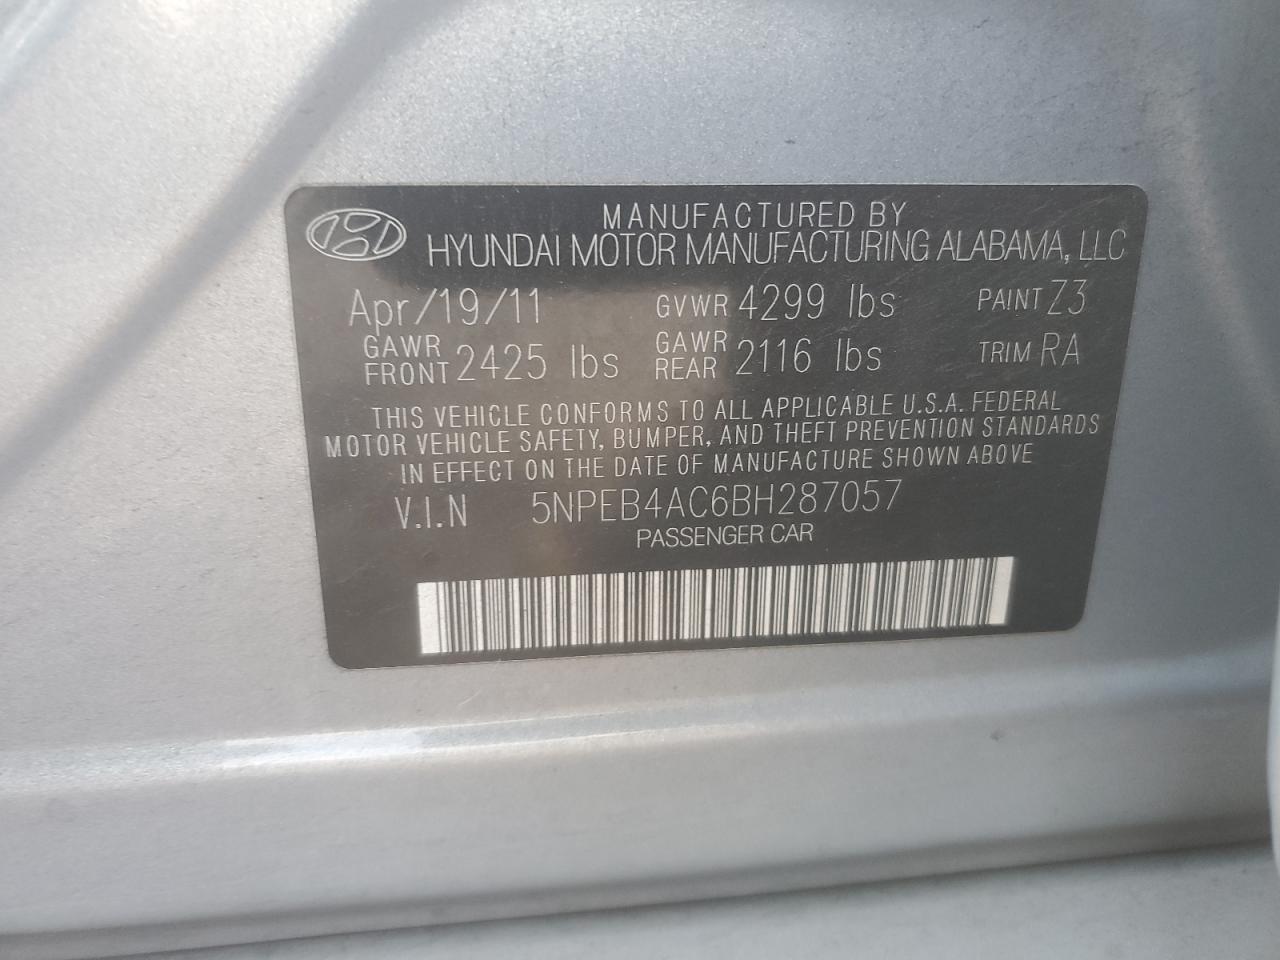 MANUFACTURED BY
HYUNDAI MOTOR MANUFACTURING ALABAMA, LLC
Apr/19/11 GVWR 4299 lbs PAINT Z3
GAWR FRONT 2425 lbs GAWR REAR 2116 lbs TRIM RA
THIS VEHICLE CONFORMS TO ALL APPLICABLE U.S.A. FEDERAL
MOTOR VEHICLE SAFETY, BUMPER, AND THEFT PREVENTION STANDARDS
IN EFFECT ON THE DATE OF MANUFACTURE SHOWN ABOVE
V.I.N 5NPEB4AC6BH287057
PASSENGER CAR